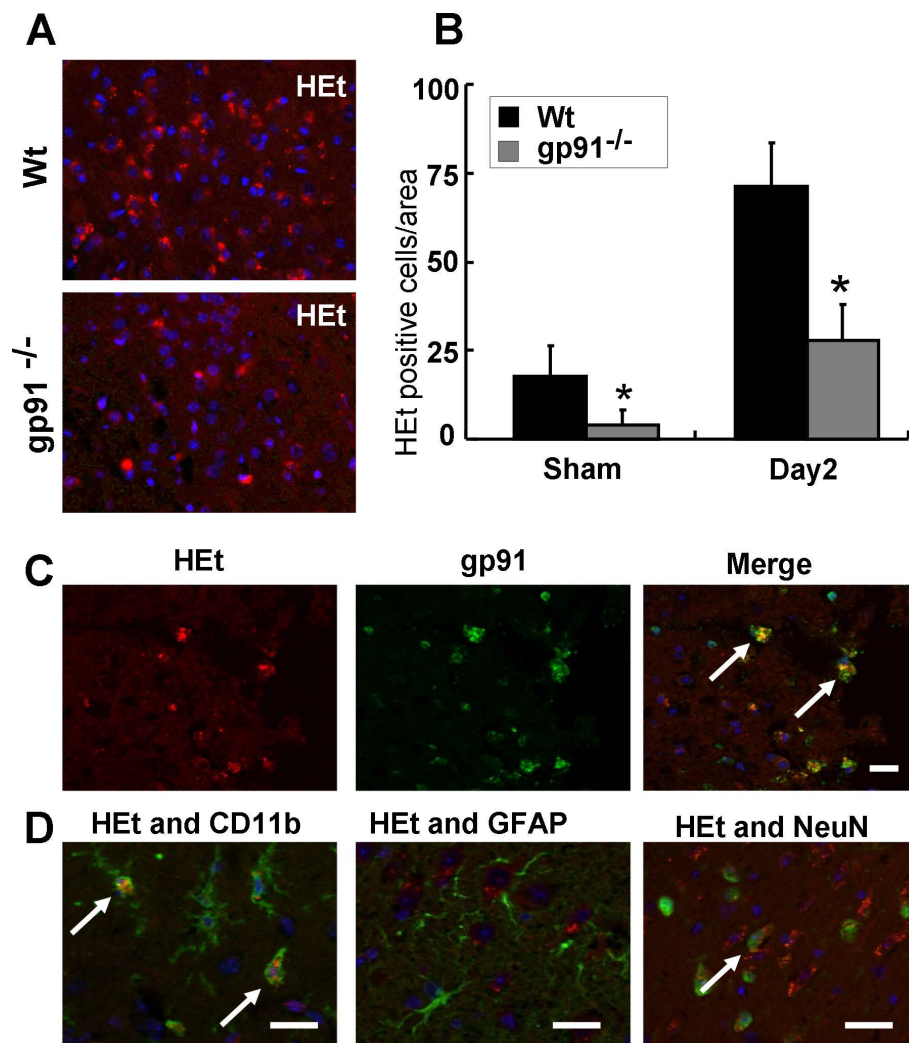 A
HEt
Wt
HEt
gp91 -/-
B
100
75
50
25
0
HEt positive cells/area
Wt
gp91-/-
*
*
Sham
Day2
C
HEt
gp91
Merge
D
HEt and CD11b
HEt and GFAP
HEt and NeuN